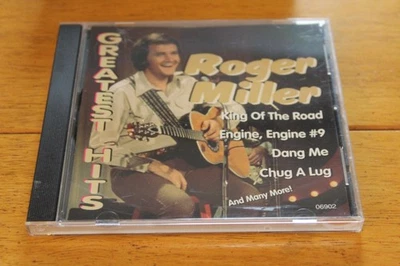 GREATEST HITS
Roger
Miller
King Of The Road
Engine, Engine #9
Dang Me
Chug A Lug
And Many More!
06902